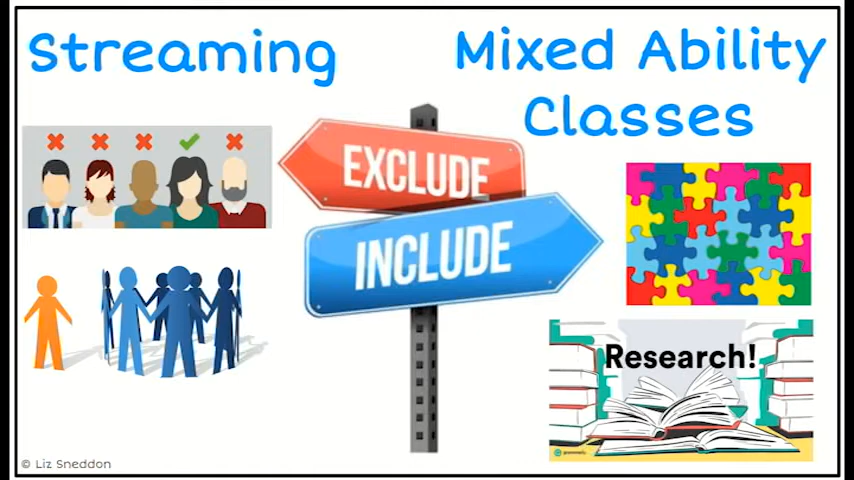 Streaming
Mixed Ability
Classes
EXCLUDE
INCLUDE
Research!
© Liz Sneddon